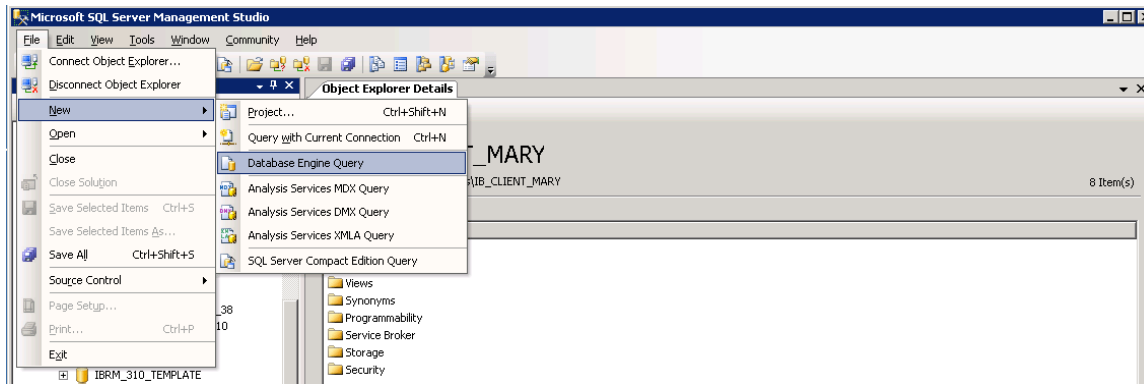 Microsoft SQL Server Management Studio
File Edit View Tools Window Community Help
Connect Object Explorer...
Disconnect Object Explorer
Object Explorer Details
New
Project... Ctrl+Shift+N
Open
Query with Current Connection Ctrl+N
_MARY
Close
Database Engine Query
\IB_CLIENT_MARY 8 Item(s)
Close Solution
Analysis Services MDX Query
Save Selected Items Ctrl+S
Analysis Services DMX Query
Save Selected Items As...
Analysis Services XMLA Query
Save All Ctrl+Shift+S
SQL Server Compact Edition Query
Source Control
Views
Synonyms
Page Setup...
_38
Programmability
Print... Ctrl+P
10
Service Broker
Exit
Storage
IBRM_310_TEMPLATE
Security